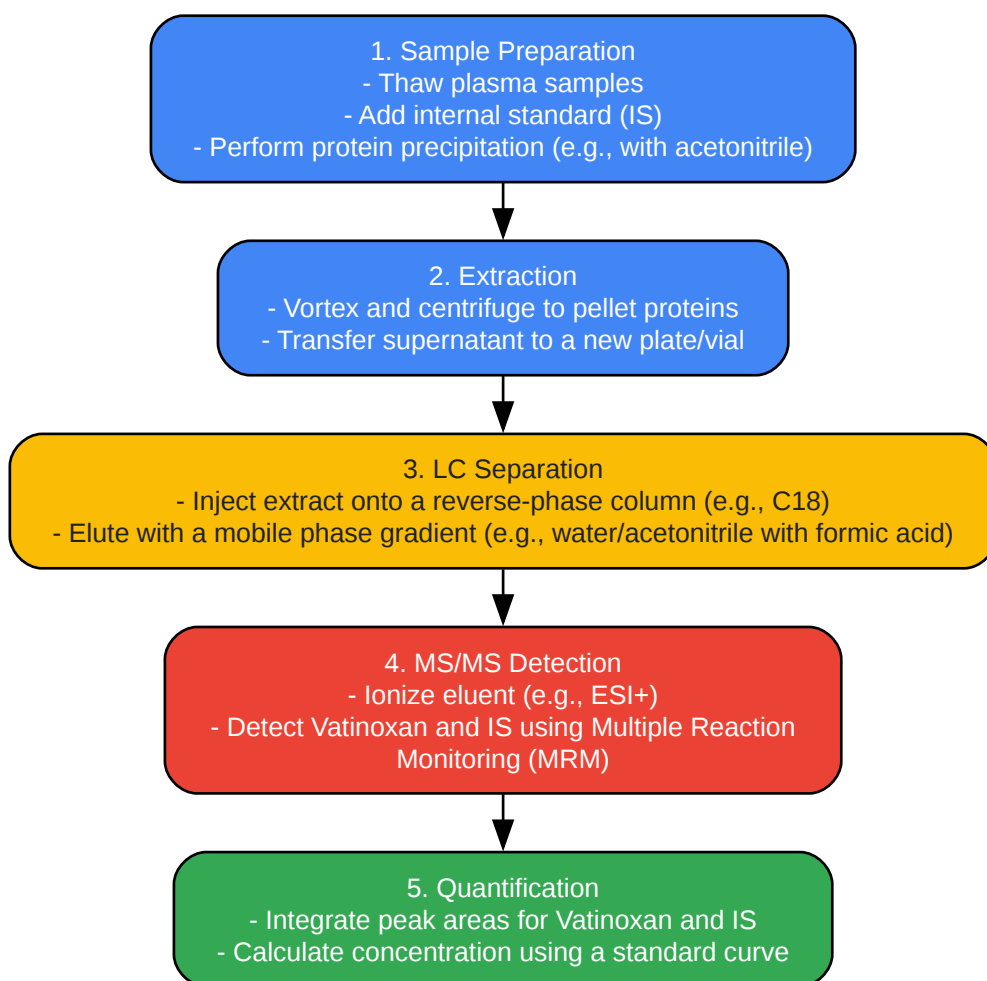 1. Sample Preparation
- Thaw plasma samples
- Add internal standard (IS)
- Perform protein precipitation (e.g., with acetonitrile)
2. Extraction
- Vortex and centrifuge to pellet proteins
- Transfer supernatant to a new plate/vial
3. LC Separation
- Inject extract onto a reverse-phase column (e.g., C18)
- Elute with a mobile phase gradient (e.g., water/acetonitrile with formic acid)
4. MS/MS Detection
- Ionize eluent (e.g., ESI+)
- Detect Vatinoxan and IS using Multiple Reaction
Monitoring (MRM)
5. Quantification
- Integrate peak areas for Vatinoxan and IS
- Calculate concentration using a standard curve